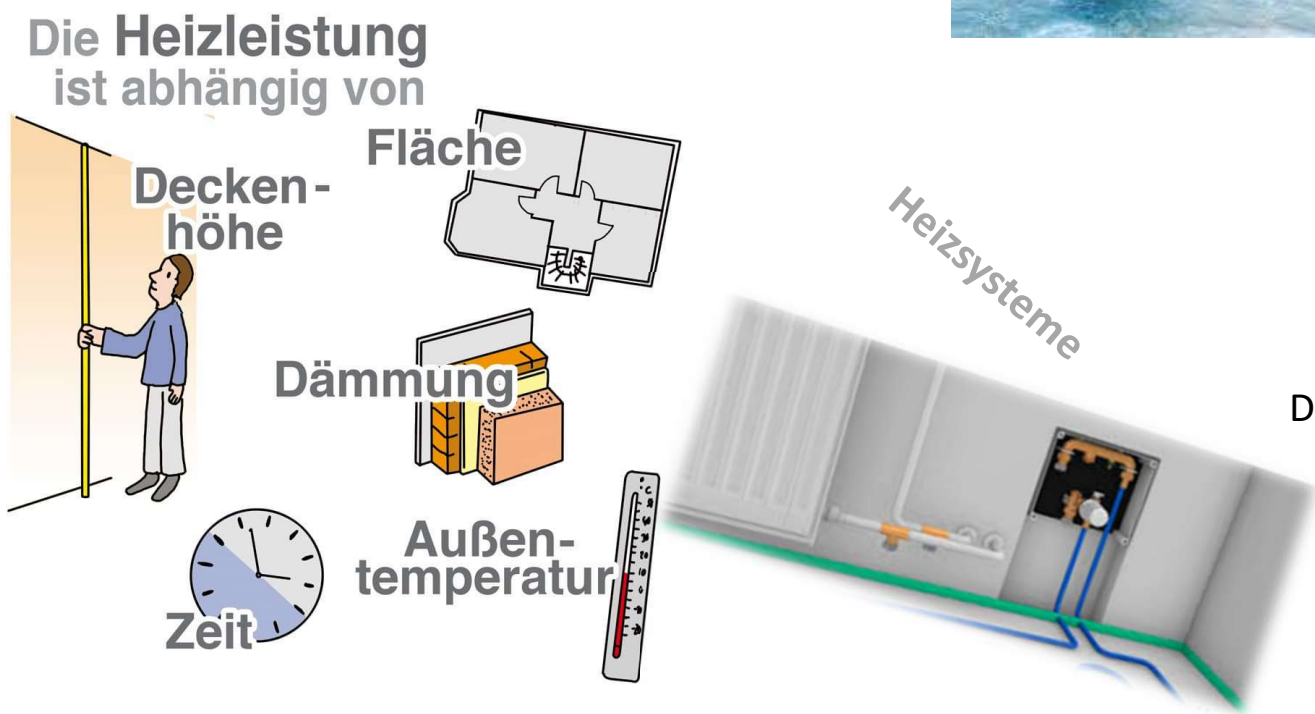 Die Heizleistung
ist abhängig von
Fläche
Decken-
höhe
Heizsysteme
Dämmung
D
Außen-
temperatur
Zeit